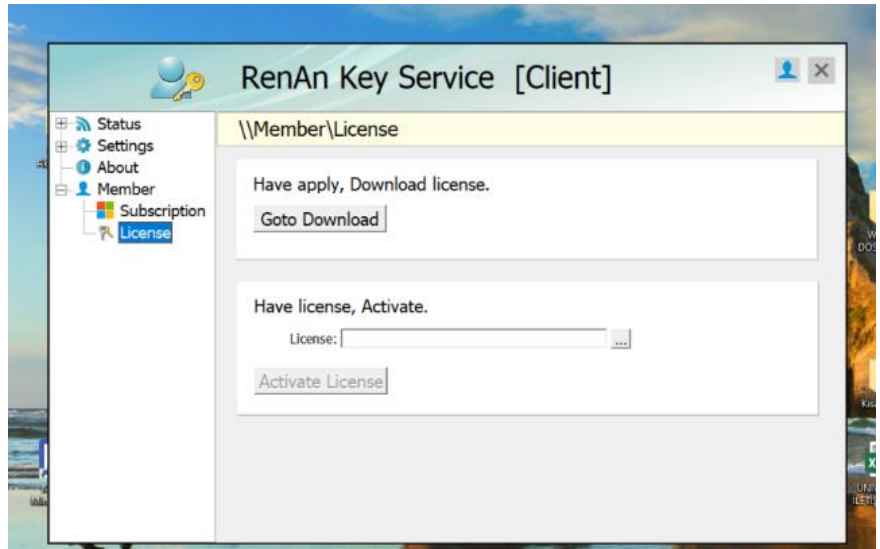 RenAn Key Service [Client]
Status
Settings
About
Member
Subscription
License
\\Member\License
Have apply, Download license.
Goto Download
Have license, Activate.
License:
...
Activate License